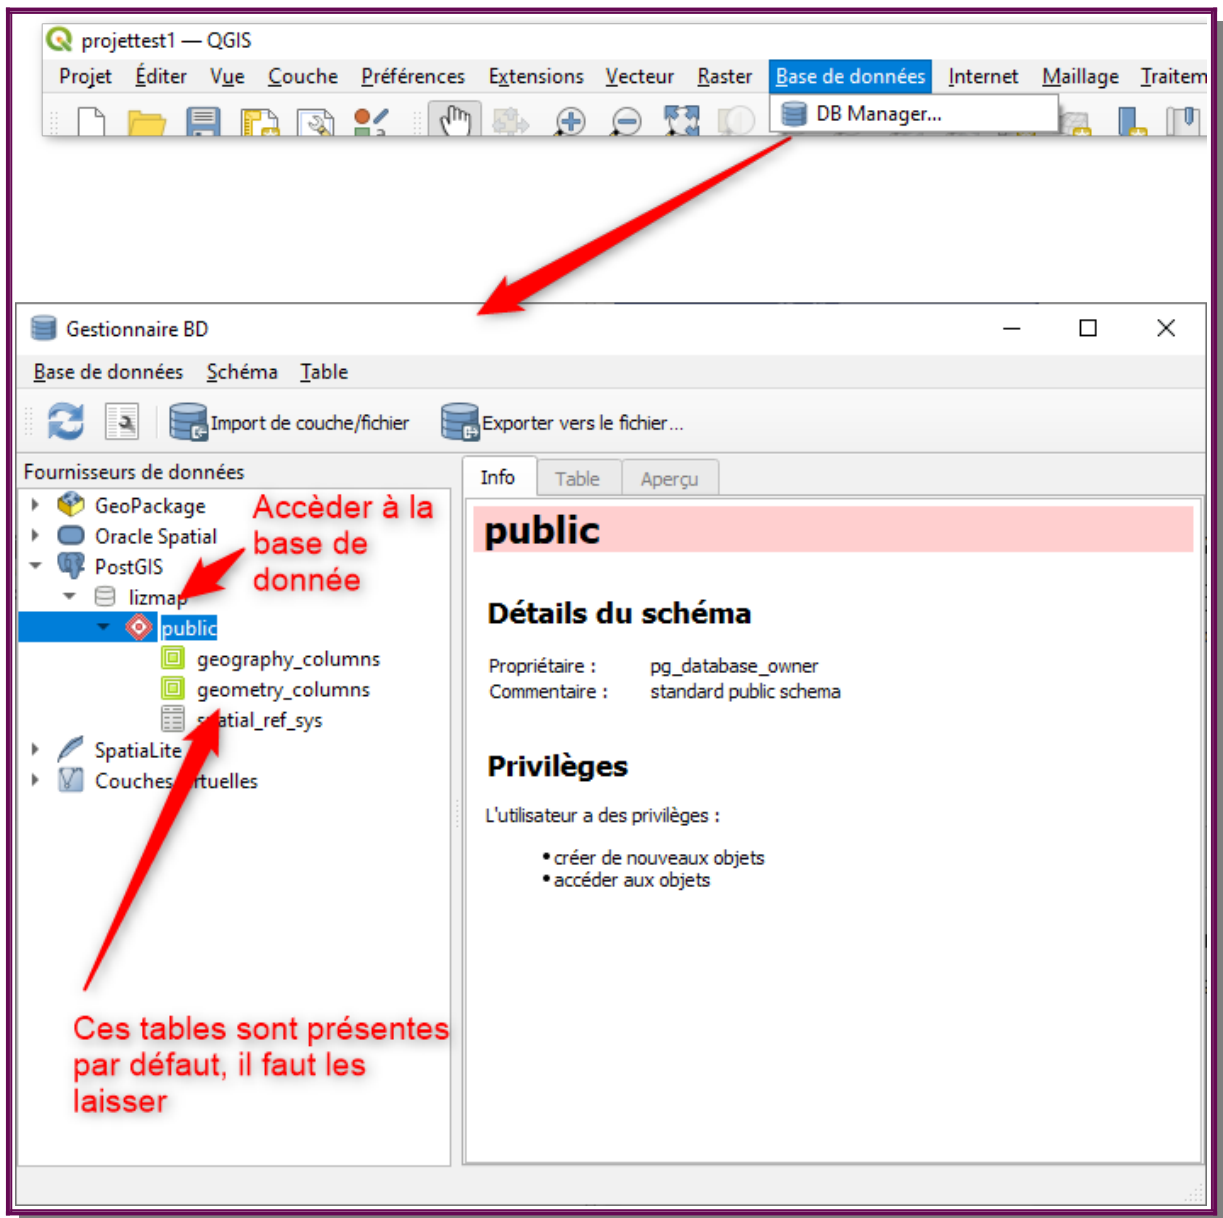 projettest1 — QGIS
Projet Éditer Vue Couche Préférences Extensions Vecteur Raster Base de données Internet Maillage Traitem
DB Manager...
Gestionnaire BD
Base de données Schéma Table
Import de couche/fichier Exporter vers le fichier...
Fournisseurs de données
Info Table Aperçu
GeoPackage
Oracle Spatial
PostGIS
lizmap
public
geography_columns
geometry_columns
spatial_ref_sys
SpatiaLite
Couches virtuelles
Accèder à la
base de
donnée
Ces tables sont présentes
par défaut, il faut les
laisser
public
Détails du schéma
Propriétaire : pg_database_owner
Commentaire : standard public schema
Privilèges
L'utilisateur a des privilèges :
• créer de nouveaux objets
• accéder aux objets